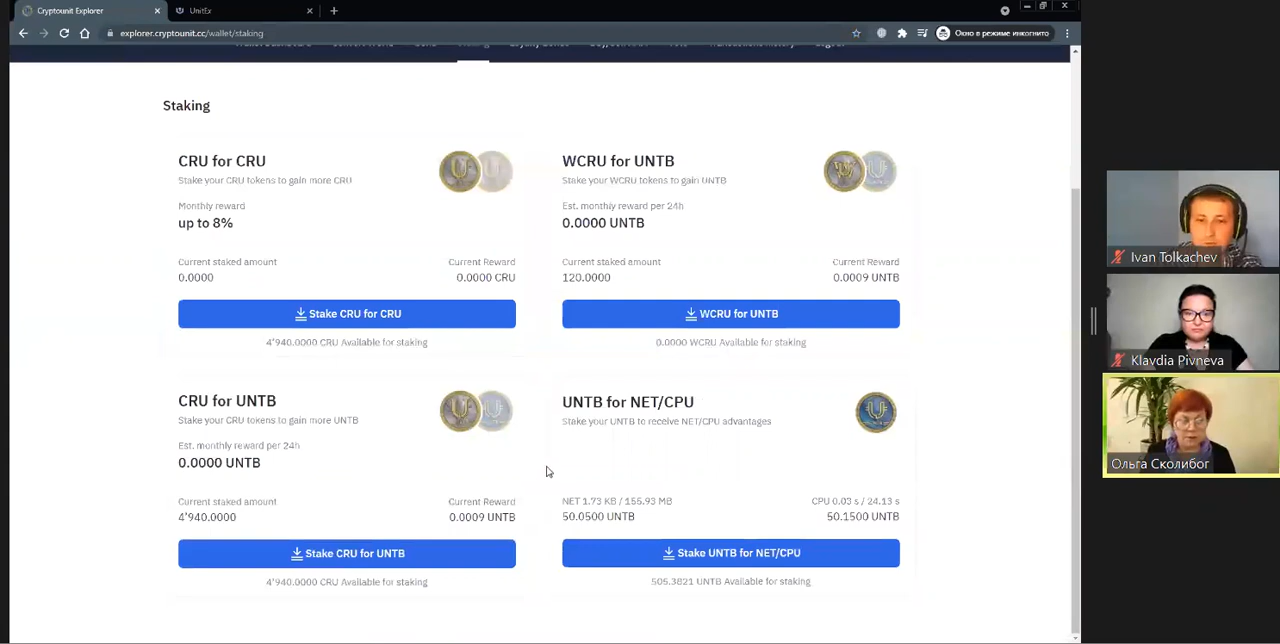 Cryptounit Explorer
UnitEx
explorer.cryptounit.cc/wallet/staking
Окно в режиме инкогнито
Staking
CRU for CRU
Stake your CRU tokens to gain more CRU
Monthly reward
up to 8%
Current staked amount
Current Reward
0.0000
0.0000 CRU
Stake CRU for CRU
4'940.0000 CRU Available for staking
WCRU for UNTB
Stake your WCRU tokens to gain UNTB
Est. monthly reward per 24h
0.0000 UNTB
Current staked amount
Current Reward
120.0000
0.0009 UNTB
WCRU for UNTB
0.0000 WCRU Available for staking
CRU for UNTB
Stake your CRU tokens to gain more UNTB
Est. monthly reward per 24h
0.0000 UNTB
Current staked amount
Current Reward
4'940.0000
0.0009 UNTB
Stake CRU for UNTB
4'940.0000 CRU Available for staking
UNTB for NET/CPU
Stake your UNTB to receive NET/CPU advantages
NET 1.73 KB / 155.93 MB
CPU 0.03 s / 24.13 s
50.0500 UNTB
50.1500 UNTB
Stake UNTB for NET/CPU
505.3821 UNTB Available for staking
Ivan Tolkachev
Klavdia Pivneva
Ольга Сколибог